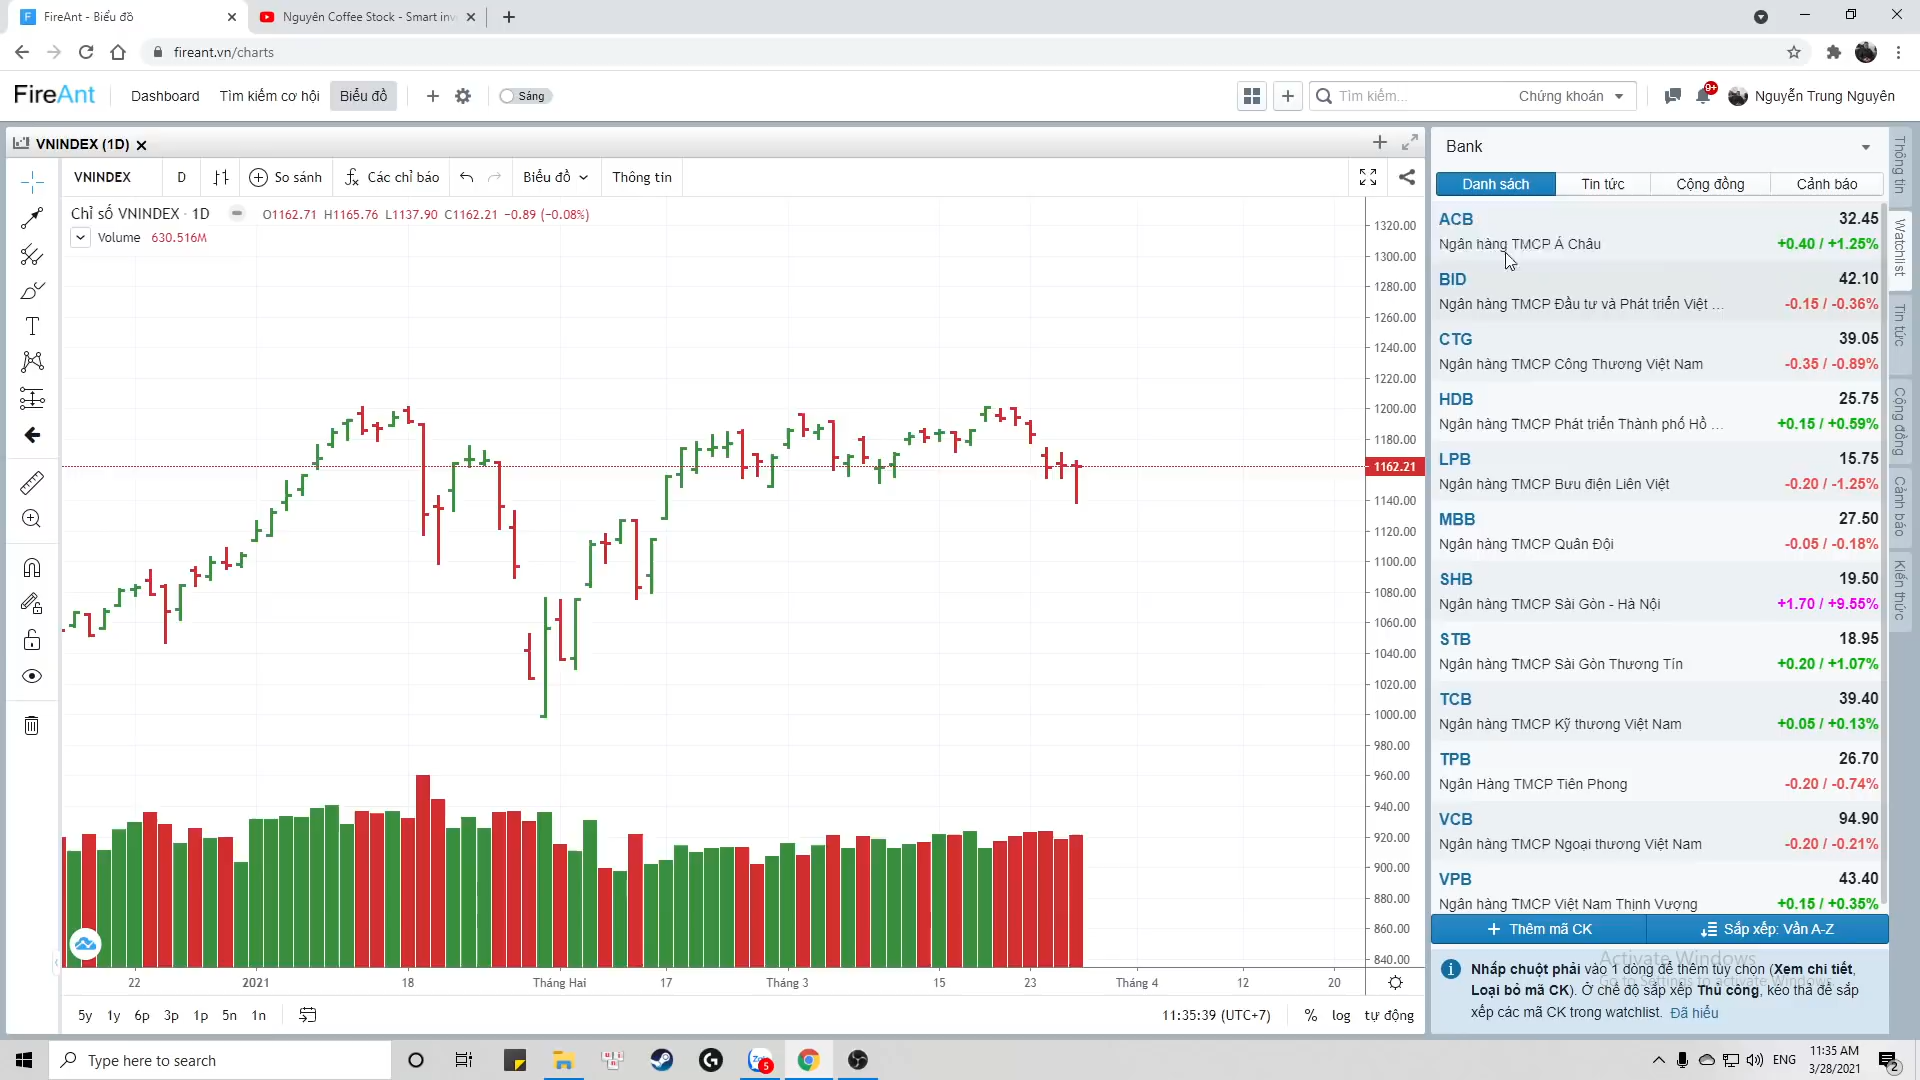 FireAnt - Biểu đồ
Nguyên Coffee Stock - Smart inv
fireant.vn/charts
FireAnt
Dashboard
Tìm kiếm cơ hội
Biểu đồ
Sáng
Tìm kiếm...
Chứng khoán
9+
Nguyễn Trung Nguyên
VNINDEX (1D)
VNINDEX
D
So sánh
Các chỉ báo
Biểu đồ
Thông tin
Chỉ số VNINDEX · 1D
O1162.71 H1165.76 L1137.90 C1162.21 −0.89 (−0.08%)
Volume 630.516M
1320.00
1300.00
1280.00
1260.00
1240.00
1220.00
1200.00
1180.00
1162.21
1140.00
1120.00
1100.00
1080.00
1060.00
1040.00
1020.00
1000.00
980.00
960.00
940.00
920.00
900.00
880.00
860.00
840.00
22
2021
18
Tháng Hai
17
Tháng 3
15
23
Tháng 4
12
20
5y 1y 6p 3p 1p 5n 1n
11:35:39 (UTC+7)
% log tự động
Bank
Danh sách
Tin tức
Cộng đồng
Cảnh báo
ACB 32.45
Ngân hàng TMCP Á Châu +0.40 / +1.25%
BID 42.10
Ngân hàng TMCP Đầu tư và Phát triển Việt ... -0.15 / -0.36%
CTG 39.05
Ngân hàng TMCP Công Thương Việt Nam -0.35 / -0.89%
HDB 25.75
Ngân hàng TMCP Phát triển Thành phố Hồ ... +0.15 / +0.59%
LPB 15.75
Ngân hàng TMCP Bưu điện Liên Việt -0.20 / -1.25%
MBB 27.50
Ngân hàng TMCP Quân Đội -0.05 / -0.18%
SHB 19.50
Ngân hàng TMCP Sài Gòn - Hà Nội +1.70 / +9.55%
STB 18.95
Ngân hàng TMCP Sài Gòn Thương Tín +0.20 / +1.07%
TCB 39.40
Ngân hàng TMCP Kỹ thương Việt Nam +0.05 / +0.13%
TPB 26.70
Ngân Hàng TMCP Tiên Phong -0.20 / -0.74%
VCB 94.90
Ngân hàng TMCP Ngoại thương Việt Nam -0.20 / -0.21%
VPB 43.40
Ngân hàng TMCP Việt Nam Thịnh Vượng +0.15 / +0.35%
Thêm mã CK
Sắp xếp: Vần A-Z
Activate Windows
Go to Settings to activate Windows.
Nhấp chuột phải vào 1 dòng để thêm tùy chọn (Xem chi tiết,
Loại bỏ mã CK). Ở chế độ sắp xếp Thủ công, kéo thả để sắp
xếp các mã CK trong watchlist. Đã hiểu
Thông tin
Watchlist
Tin tức
Cộng đồng
Cảnh báo
Kiến thức
Type here to search
Zalo
5
ENG
11:35 AM
3/28/2021
2